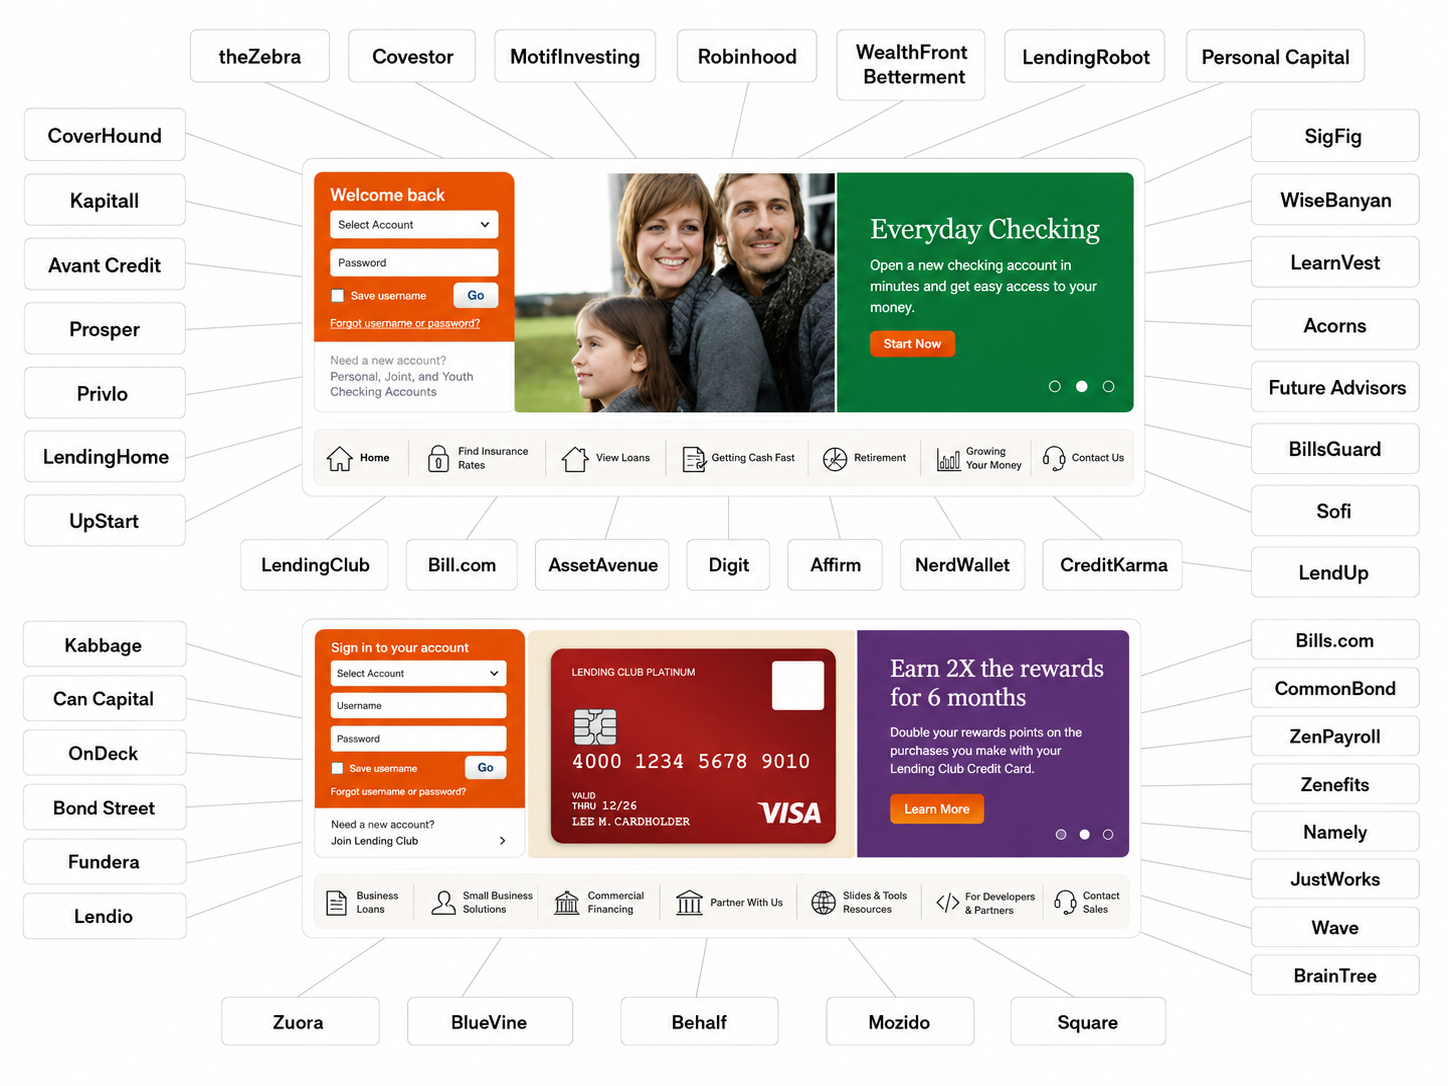 theZebra
Covestor
MotifInvesting
Robinhood
WealthFront
Betterment
LendingRobot
Personal Capital
CoverHound
Kapitall
Avant Credit
Prosper
Privlo
LendingHome
UpStart
SigFig
WiseBanyan
LearnVest
Acorns
Future Advisors
BillsGuard
Sofi
LendUp
Welcome back
Select Account
Password
Save username
Go
Forgot username or password?
Need a new account?
Personal, Joint, and Youth
Checking Accounts
Everyday Checking
Open a new checking account in
minutes and get easy access to your
money.
Start Now
Home
Find Insurance
Rates
View Loans
Getting Cash Fast
Retirement
Growing
Your Money
Contact Us
LendingClub
Bill.com
AssetAvenue
Digit
Affirm
NerdWallet
CreditKarma
Kabbage
Can Capital
OnDeck
Bond Street
Fundera
Lendio
Bills.com
CommonBond
ZenPayroll
Zenefits
Namely
JustWorks
Wave
BrainTree
Sign in to your account
Select Account
Username
Password
Save username
Go
Forgot username or password?
Need a new account?
Join Lending Club
LENDING CLUB PLATINUM
4000 1234 5678 9010
VALID
THRU 12/26
LEE M. CARDHOLDER
VISA
Earn 2X the rewards
for 6 months
Double your rewards points on the
purchases you make with your
Lending Club Credit Card.
Learn More
Business
Loans
Small Business
Solutions
Commercial
Financing
Partner With Us
Slides & Tools
Resources
For Developers
& Partners
Contact
Sales
Zuora
BlueVine
Behalf
Mozido
Square